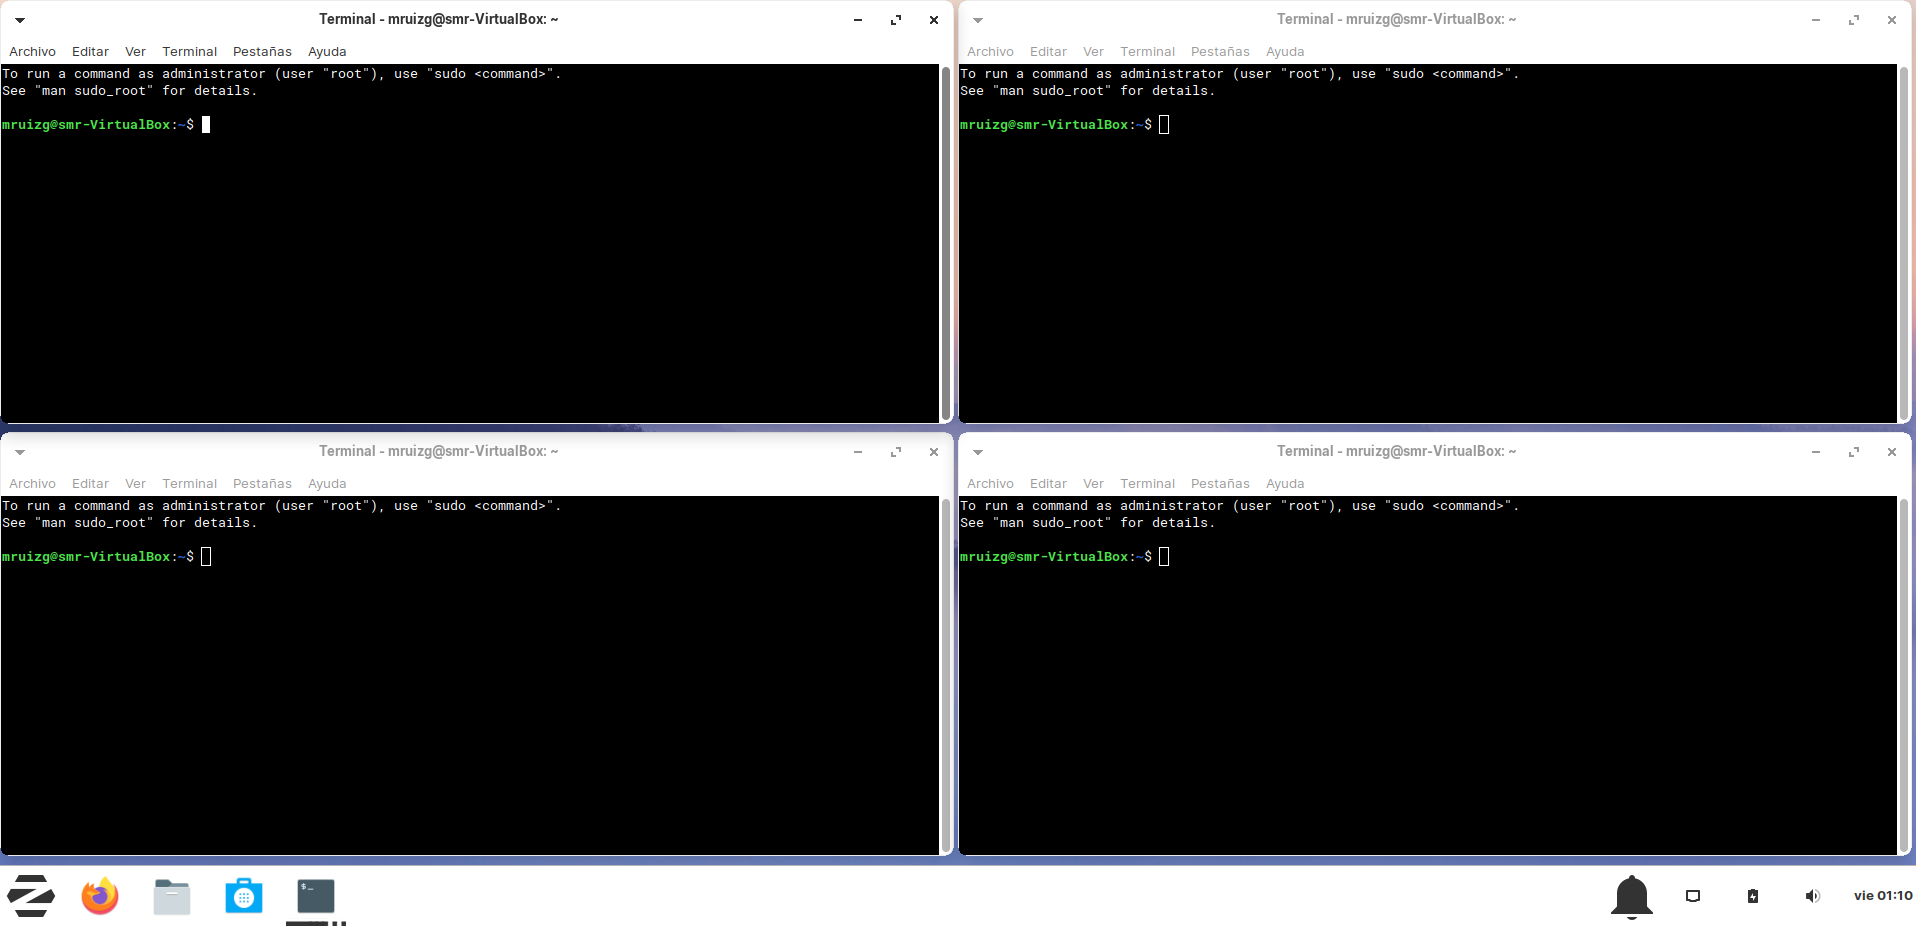 Terminal - mruizg@smr-VirtualBox: ~
Archivo Editar Ver Terminal Pestañas Ayuda
To run a command as administrator (user "root"), use "sudo <command>".
See "man sudo_root" for details.
mruizg@smr-VirtualBox:~$
Terminal - mruizg@smr-VirtualBox: ~
Archivo Editar Ver Terminal Pestañas Ayuda
To run a command as administrator (user "root"), use "sudo <command>".
See "man sudo_root" for details.
mruizg@smr-VirtualBox:~$
Terminal - mruizg@smr-VirtualBox: ~
Archivo Editar Ver Terminal Pestañas Ayuda
To run a command as administrator (user "root"), use "sudo <command>".
See "man sudo_root" for details.
mruizg@smr-VirtualBox:~$
Terminal - mruizg@smr-VirtualBox: ~
Archivo Editar Ver Terminal Pestañas Ayuda
To run a command as administrator (user "root"), use "sudo <command>".
See "man sudo_root" for details.
mruizg@smr-VirtualBox:~$
$_
vie 01:10